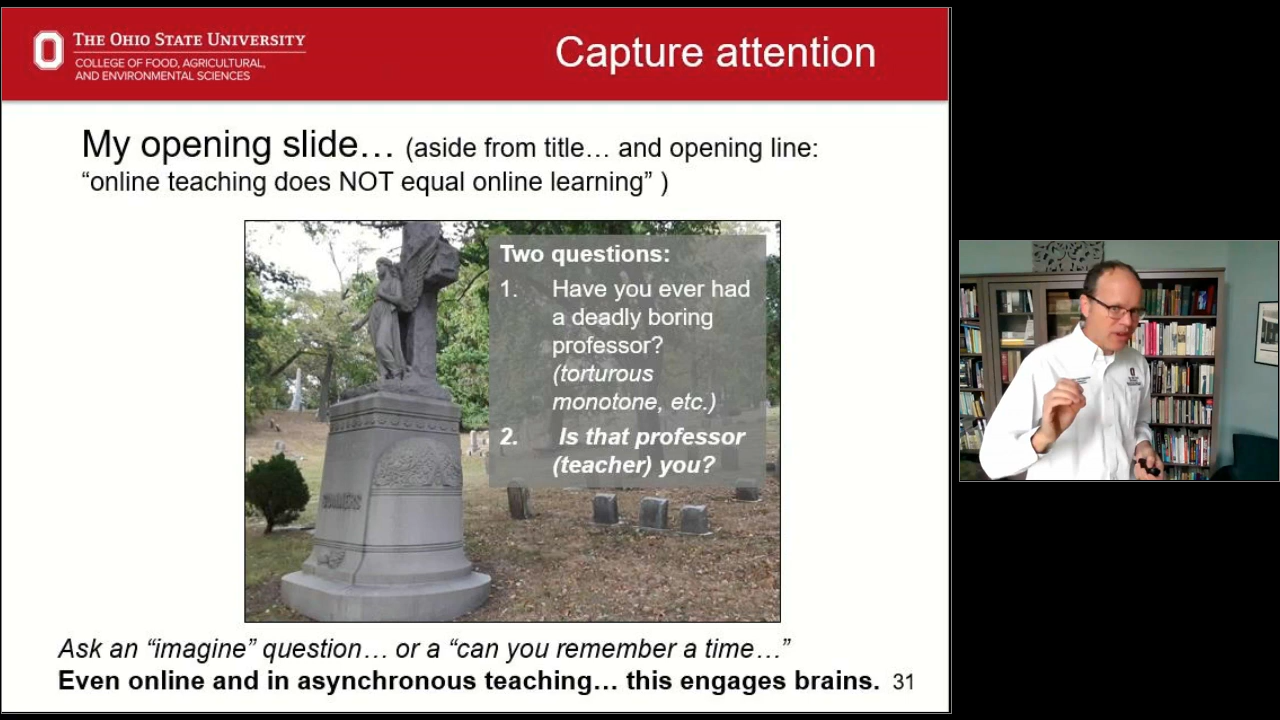 THE OHIO STATE UNIVERSITY
COLLEGE OF FOOD, AGRICULTURAL,
AND ENVIRONMENTAL SCIENCES
Capture attention
My opening slide… (aside from title… and opening line:
“online teaching does NOT equal online learning” )
Two questions:
1. Have you ever had
a deadly boring
professor?
(torturous
monotone, etc.)
2. Is that professor
(teacher) you?
Ask an “imagine” question… or a “can you remember a time…”
Even online and in asynchronous teaching… this engages brains. 31